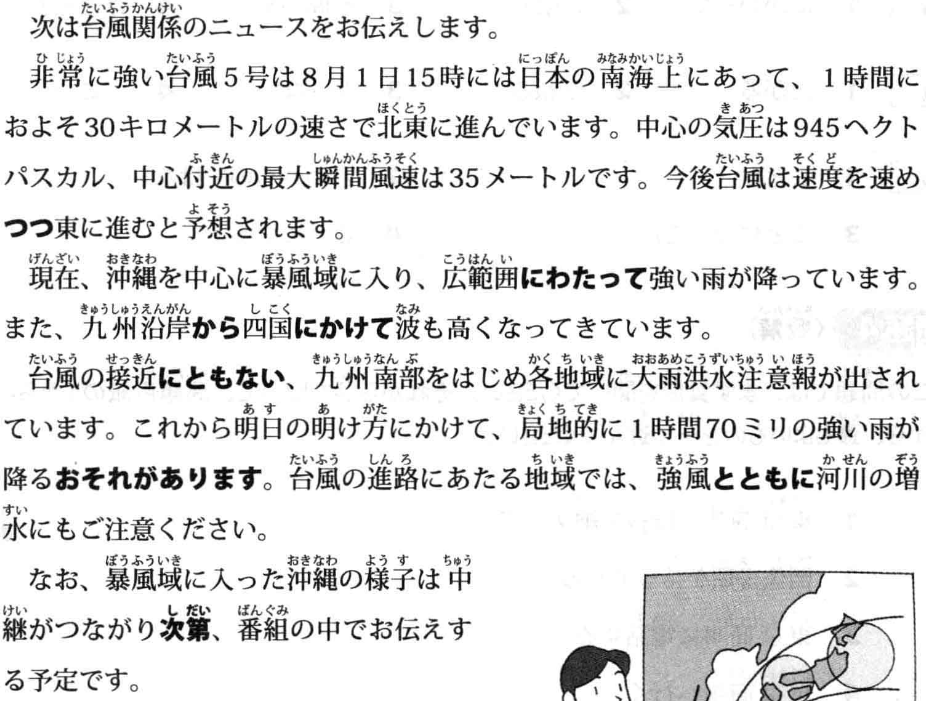 次は台風関係のニュースをお伝えします。
非常に強い台風5号は8月1日15時には日本の南海上にあって、1時間に
およそ30キロメートルの速さで北東に進んでいます。中心の気圧は945ヘクト
パスカル、中心付近の最大瞬間風速は35メートルです。今後台風は速度を速め
つつ東に進むと予想されます。
現在、沖縄を中心に暴風域に入り、広範囲にわたって強い雨が降っています。
また、九州沿岸から四国にかけて波も高くなってきています。
台風の接近にともない、九州南部をはじめ各地域に大雨洪水注意報が出され
ています。これから明日の明け方にかけて、局地的に1時間70ミリの強い雨が
降るおそれがあります。台風の進路にあたる地域では、強風とともに河川の増
水にもご注意ください。
なお、暴風域に入った沖縄の様子は中
継がつながり次第、番組の中でお伝えす
る予定です。